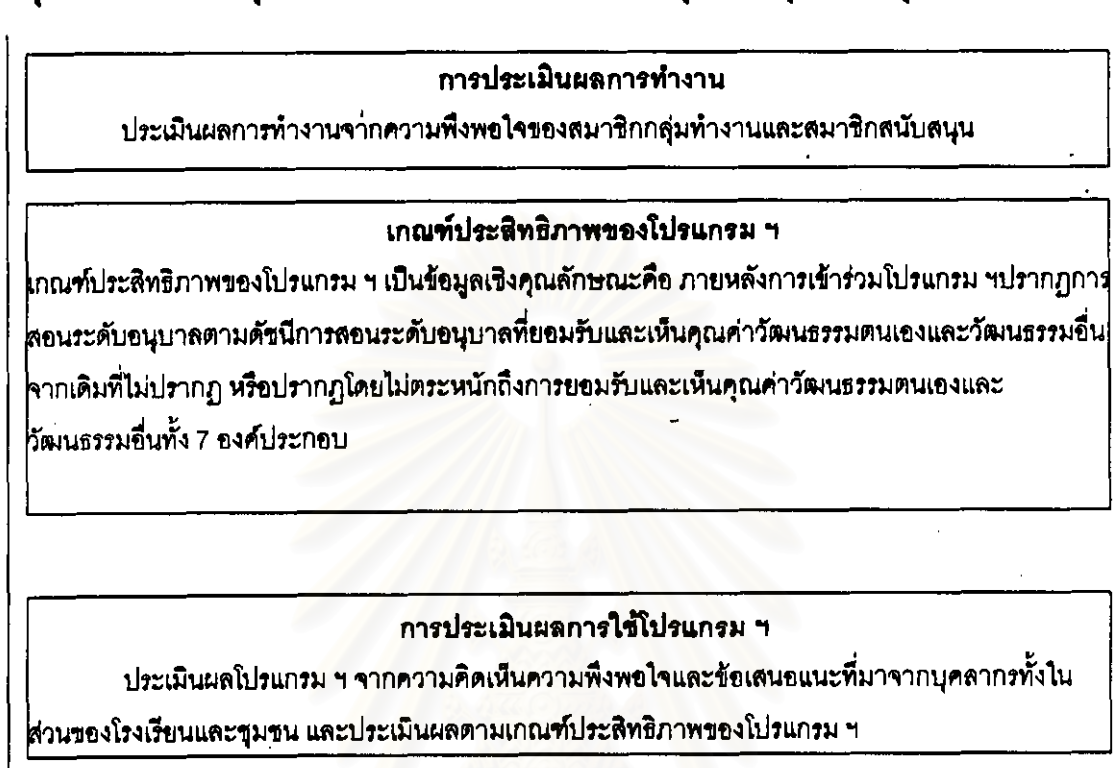 การประเมินผลการทำงาน
ประเมินผลการทำงานจากความพึงพอใจของสมาชิกกลุ่มทำงานและสมาชิกสนับสนุน
เกณฑ์ประสิทธิภาพของโปรแกรม ฯ
เกณฑ์ประสิทธิภาพของโปรแกรม ฯ เป็นข้อมูลเชิงคุณลักษณะคือ ภายหลังการเข้าร่วมโปรแกรม ฯปรากฏการ
สอนระดับอนุบาลตามดัชนีการสอนระดับอนุบาลที่ยอมรับและเห็นคุณค่าวัฒนธรรมตนเองและวัฒนธรรมอื่น
จากเดิมที่ไม่ปรากฏ หรือปรากฏโดยไม่ตระหนักถึงการยอมรับและเห็นคุณค่าวัฒนธรรมตนเองและ
วัฒนธรรมอื่นทั้ง 7 องค์ประกอบ
การประเมินผลการใช้โปรแกรม ฯ
ประเมินผลโปรแกรม ฯ จากความคิดเห็นความพึงพอใจและข้อเสนอแนะที่มาจากบุคลากรทั้งใน
ส่วนของโรงเรียนและชุมชน และประเมินผลตามเกณฑ์ประสิทธิภาพของโปรแกรม ฯ